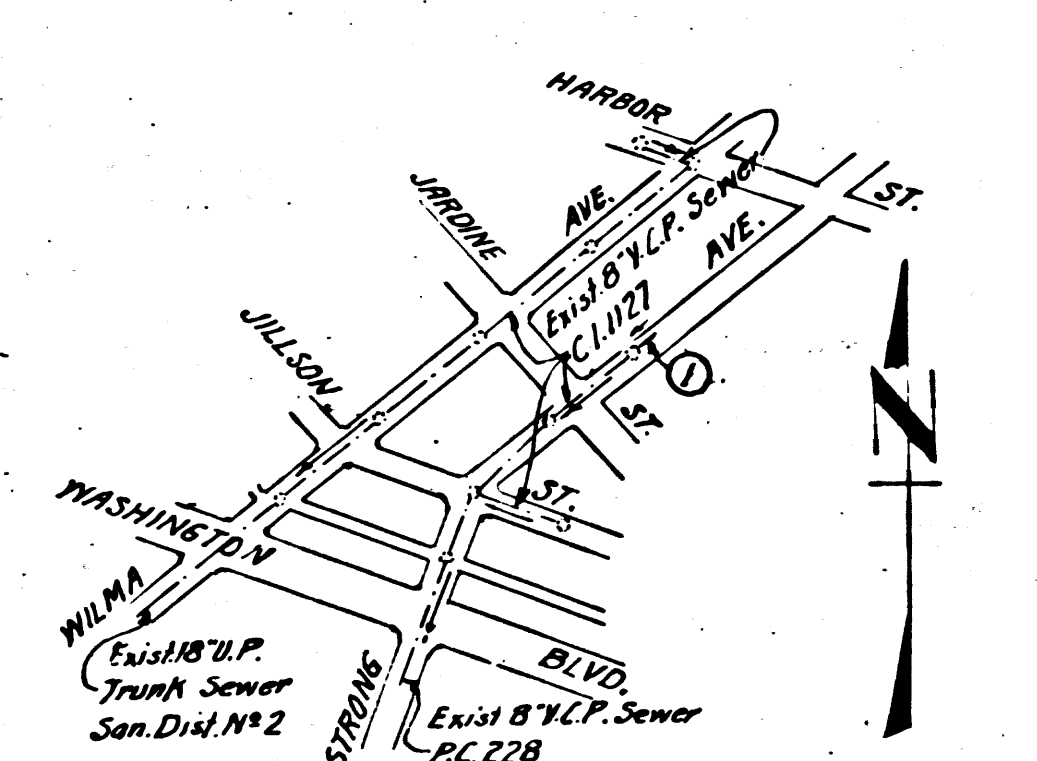 HARBOR
ST.
JARDINE
AVE.
AVE.
Exist. 8" V.C.P. Sewer
C.I. 1127
JILLSON
1
ST.
N
WASHINGTON
ST.
WILMA
Exist. 18" U.P.
Trunk Sewer
San. Dist. Nº 2
BLVD.
STRONG
Exist 8" V.C.P. Sewer
P.C. 228